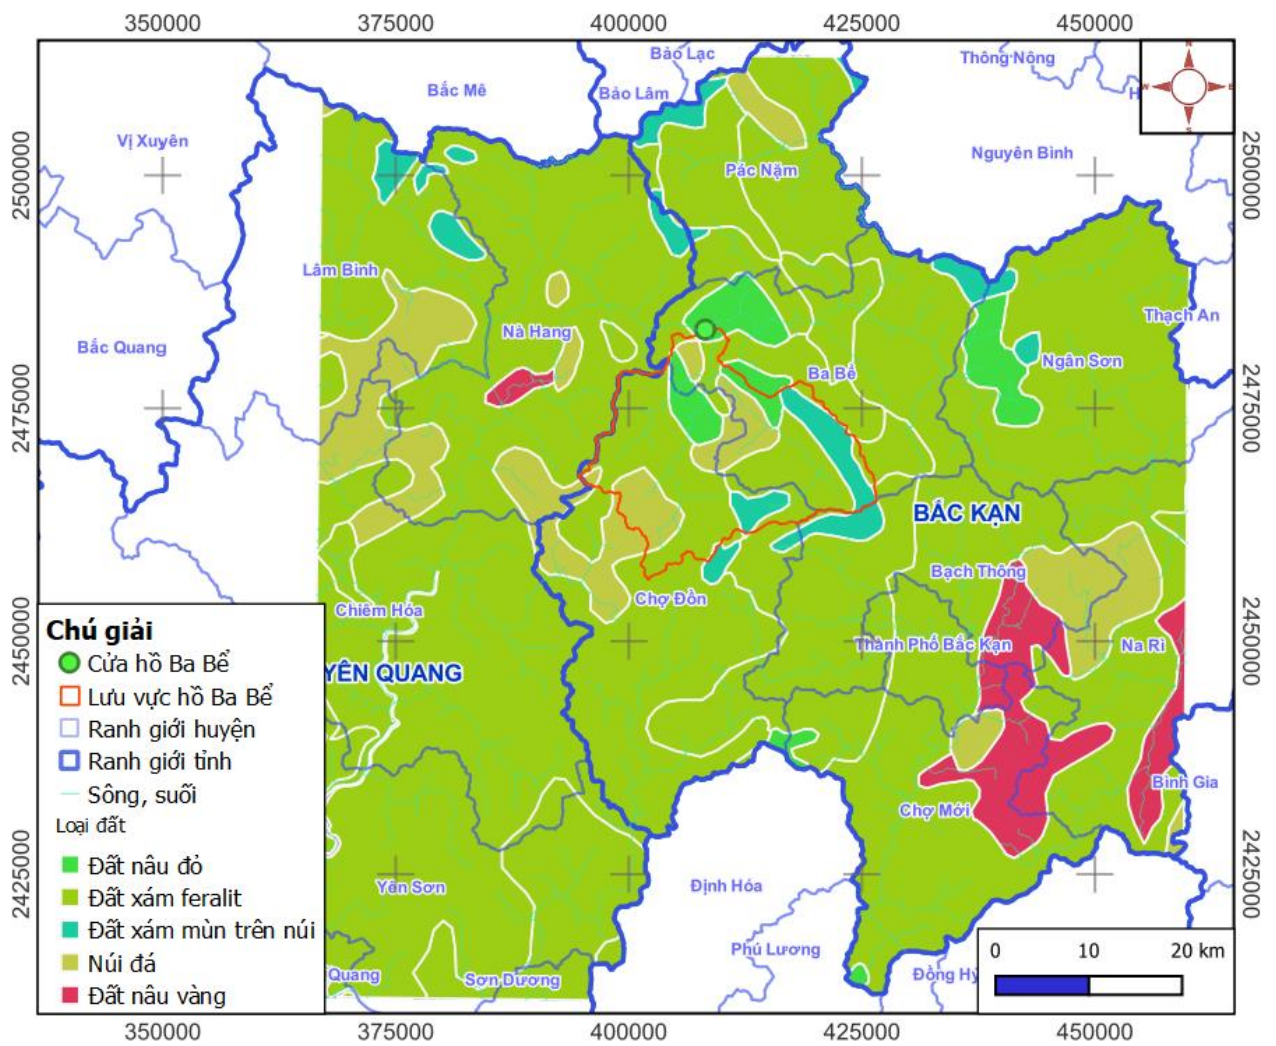 350000 375000 400000 425000 450000
Bảo Lạc
Thông Nông
N
Bắc Mê
Bảo Lâm
H
W E
S
Vị Xuyên
Nguyên Bình
Pác Nặm
2500000
2500000
Lâm Bình
Thạch An
Nà Hang
Bắc Quang
Ngân Sơn
Ba Bể
2475000
2475000
BẮC KẠN
Bạch Thông
Chợ Đồn
Chiêm Hóa
Thành Phố Bắc Kạn
Na Rì
2450000
2450000
YÊN QUANG
Bình Gia
Chợ Mới
Yên Sơn
Định Hóa
2425000
2425000
Phú Lương
Quang
Sơn Dương
Đồng Hỷ
Chú giải
Cửa hồ Ba Bể
Lưu vực hồ Ba Bể
Ranh giới huyện
Ranh giới tỉnh
Sông, suối
Loại đất
Đất nâu đỏ
Đất xám feralit
Đất xám mùn trên núi
Núi đá
Đất nâu vàng
0 10 20 km
350000 375000 400000 425000 450000